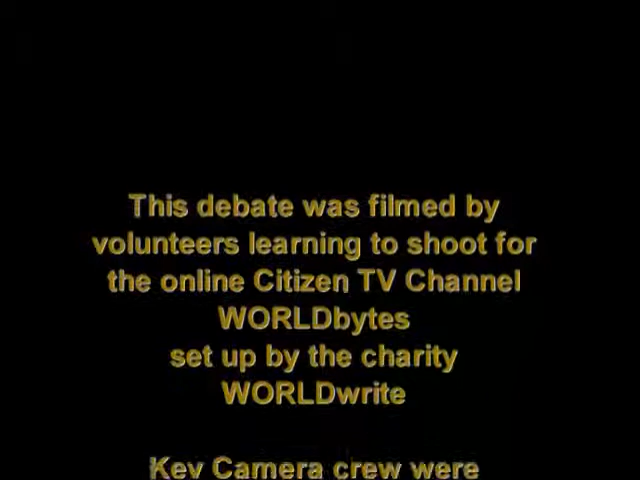 This debate was filmed by
volunteers learning to shoot for
the online Citizen TV Channel
WORLDbytes
set up by the charity
WORLDwrite
Key Camera crew were